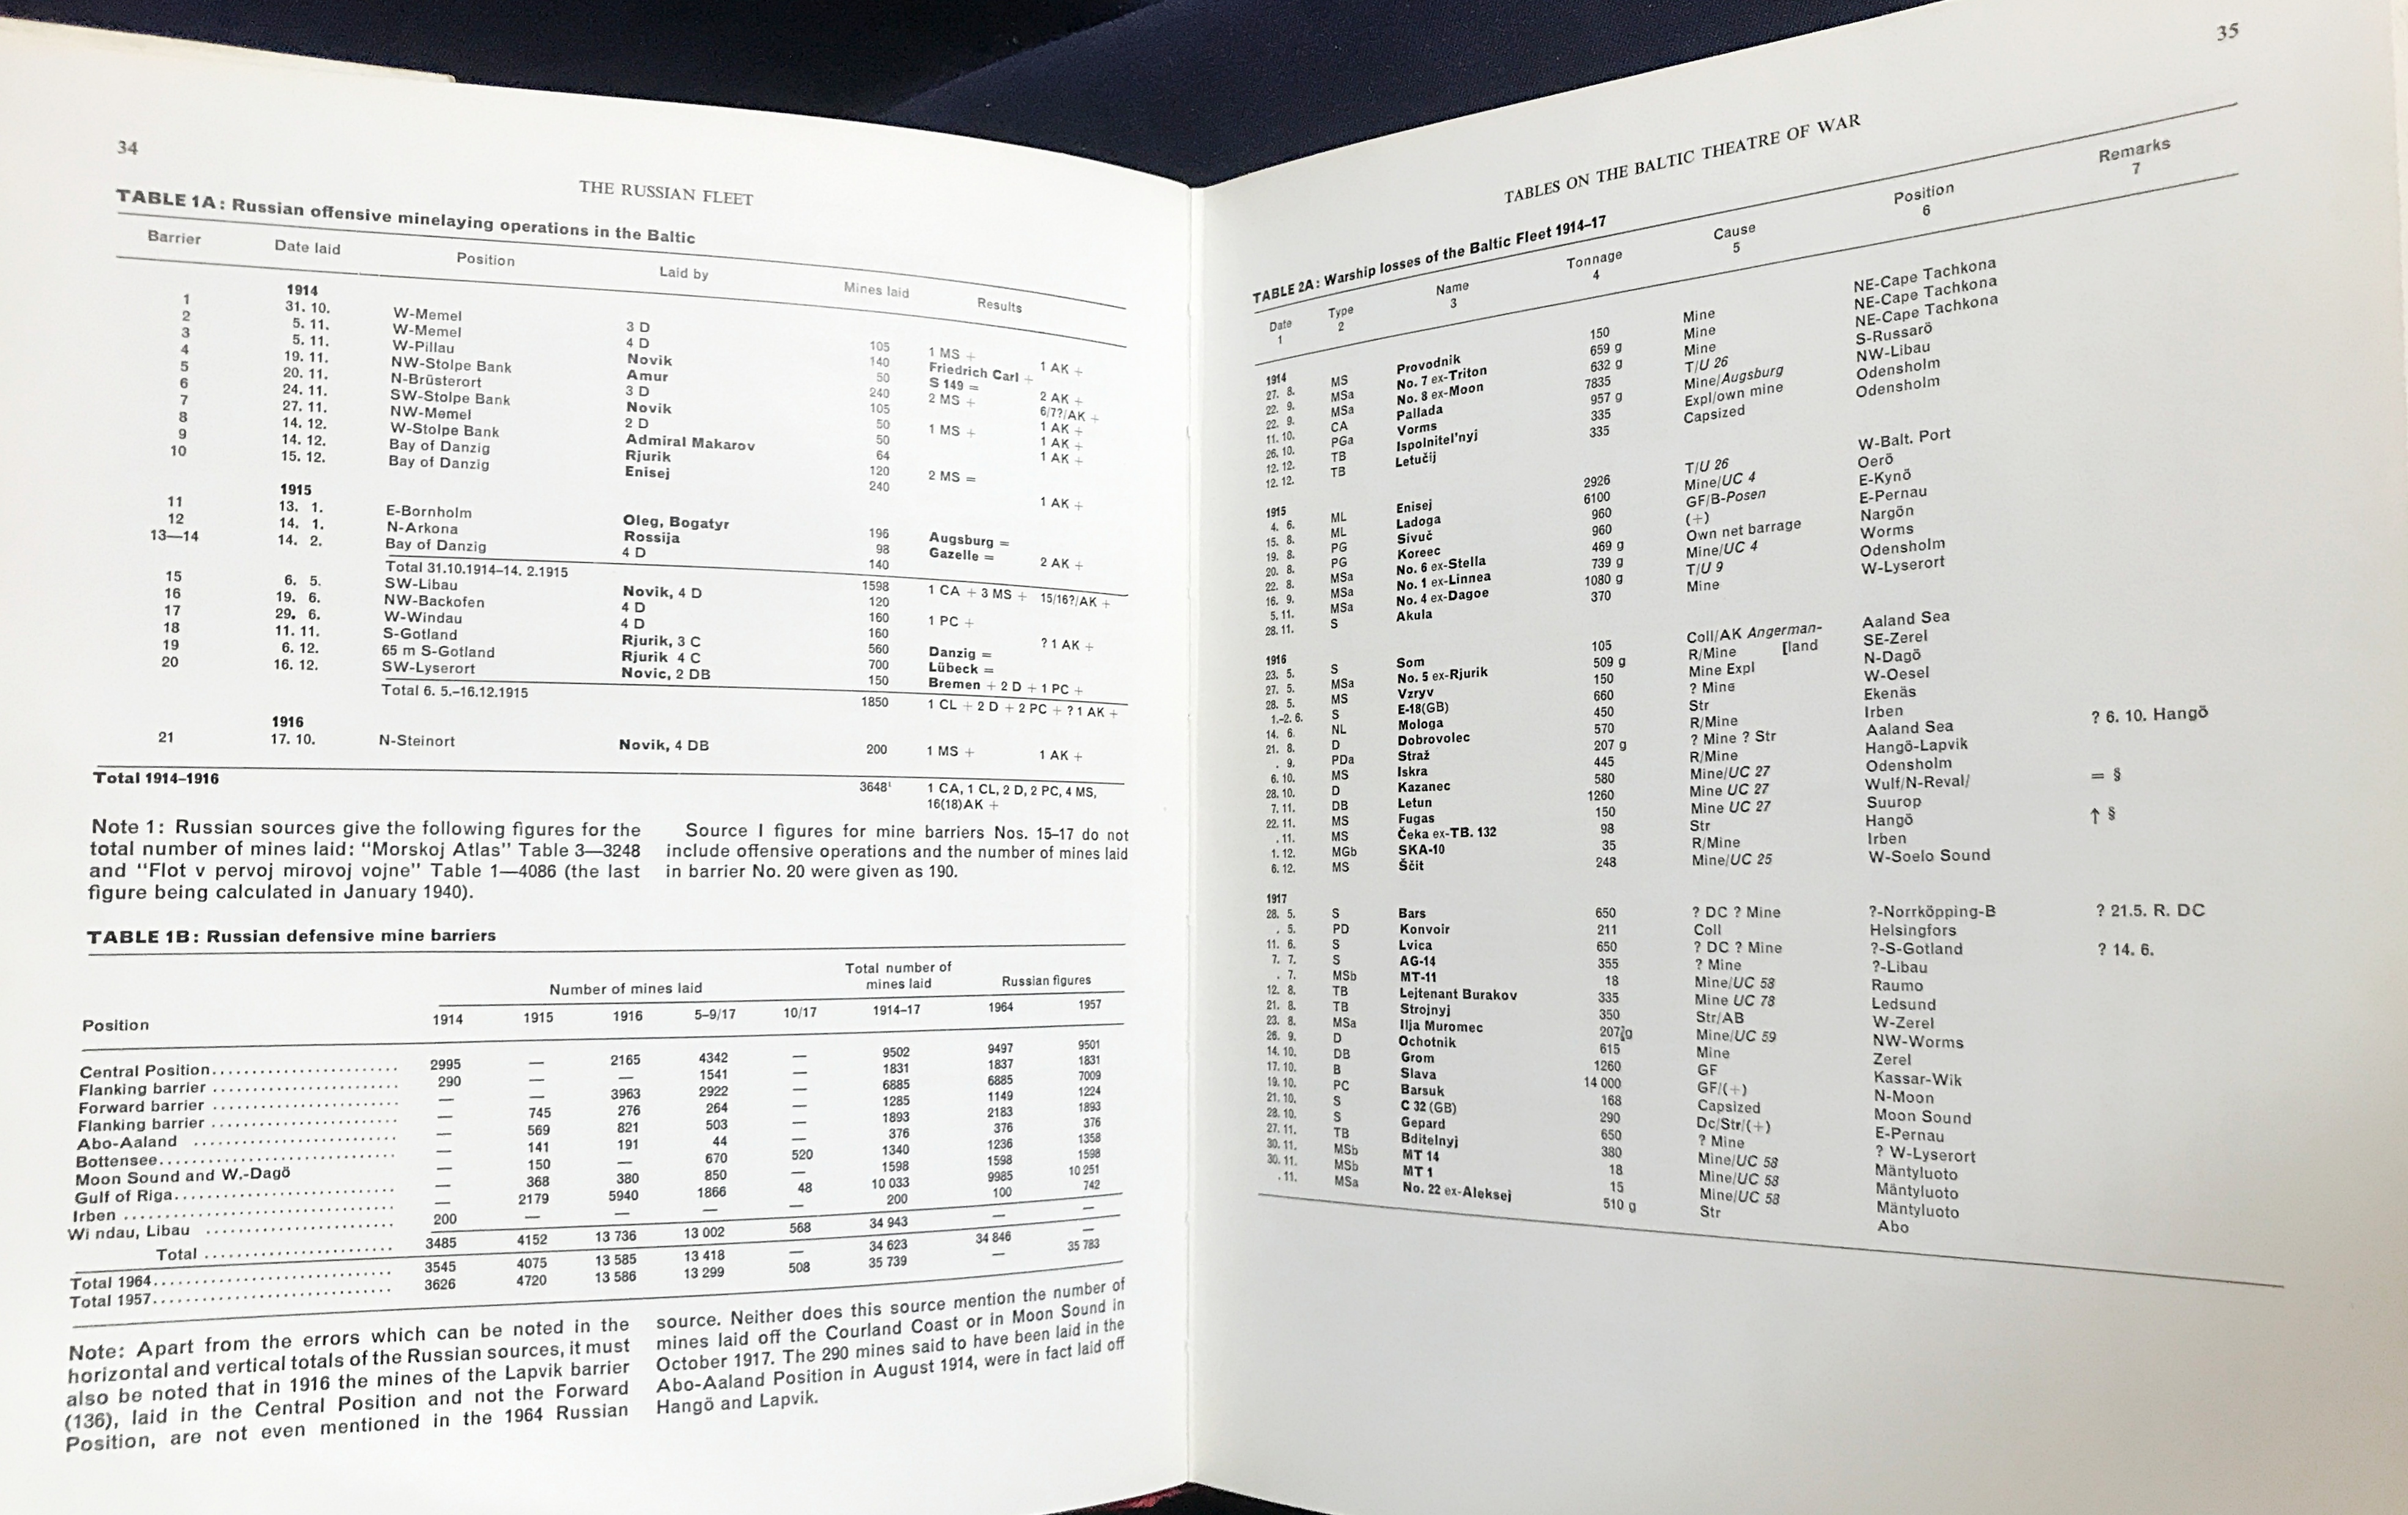 34
THE RUSSIAN FLEET
TABLE 1A: Russian offensive minelaying operations in the Baltic
Barrier Date laid Position Laid by Mines laid Results
1914
1 31. 10. W-Memel 3 D 105 1 MS + 1 AK +
2 5. 11. W-Memel 4 D 140 Friedrich Carl +
3 5. 11. W-Pillau Novik 50 S 149 = 2 AK +
4 19. 11. NW-Stolpe Bank Amur 240 2 MS + 6/7?/AK +
5 20. 11. N-Brüsterort 3 D 105 1 AK +
6 24. 11. SW-Stolpe Bank Novik 50 1 MS + 1 AK +
7 27. 11. NW-Memel 2 D 50 1 AK +
8 14. 12. W-Stolpe Bank Admiral Makarov 64
9 14. 12. Bay of Danzig Rjurik 120 2 MS =
10 15. 12. Bay of Danzig Enisej 240 1 AK +
1915
11 13. 1. E-Bornholm Oleg, Bogatyr 196 Augsburg =
12 14. 1. N-Arkona Rossija 98 Gazelle = 2 AK +
13—14 14. 2. Bay of Danzig 4 D 140
Total 31.10.1914–14. 2.1915 1598 1 CA + 3 MS + 15/16?/AK +
15 6. 5. SW-Libau Novik, 4 D 120
16 19. 6. NW-Backofen 4 D 160 1 PC +
17 29. 6. W-Windau 4 D 160 ? 1 AK +
18 11. 11. S-Gotland Rjurik, 3 C 560 Danzig =
19 6. 12. 65 m S-Gotland Rjurik 4 C 700 Lübeck =
20 16. 12. SW-Lyserort Novic, 2 DB 150 Bremen + 2 D + 1 PC +
Total 6. 5.–16.12.1915 1850 1 CL + 2 D + 2 PC + ? 1 AK +
1916
21 17. 10. N-Steinort Novik, 4 DB 200 1 MS + 1 AK +
Total 1914–1916 3648¹ 1 CA, 1 CL, 2 D, 2 PC, 4 MS,
16(18)AK +
Note 1: Russian sources give the following figures for the
total number of mines laid: “Morskoj Atlas” Table 3—3248
and “Flot v pervoj mirovoj vojne” Table 1—4086 (the last
figure being calculated in January 1940).
Source I figures for mine barriers Nos. 15–17 do not
include offensive operations and the number of mines laid
in barrier No. 20 were given as 190.
TABLE 1B: Russian defensive mine barriers
Number of mines laid Total number of mines laid Russian figures
Position 1914 1915 1916 5–9/17 10/17 1914–17 1964 1957
Central Position........................ 2995 — 2165 4342 — 9502 9497 9501
Flanking barrier ........................ 290 — — 1541 — 1831 1837 1831
Forward barrier ........................ — — 3963 2922 — 6885 6885 7009
Flanking barrier ........................ — 745 276 264 — 1285 1149 1224
Abo-Aaland ........................ — 569 821 503 — 1893 2183 1893
Bottensee........................ — 141 191 44 — 376 376 376
Moon Sound and W.-Dagö — 150 — 670 520 1340 1236 1358
Gulf of Riga........................ — 368 380 850 — 1598 1598 1598
Irben ........................ — 2179 5940 1866 48 10 033 9985 10 251
Wi ndau, Libau ........................ 200 — — — — 200 100 742
Total ........................ 3485 4152 13 736 13 002 568 34 943 — —
Total 1964........................ 3545 4075 13 585 13 418 — 34 623 34 846 —
Total 1957........................ 3626 4720 13 586 13 299 508 35 739 — 35 783
Note: Apart from the errors which can be noted in the
horizontal and vertical totals of the Russian sources, it must
also be noted that in 1916 the mines of the Lapvik barrier
(136), laid in the Central Position and not the Forward
Position, are not even mentioned in the 1964 Russian
source. Neither does this source mention the number of
mines laid off the Courland Coast or in Moon Sound in
October 1917. The 290 mines said to have been laid in the
Abo-Aaland Position in August 1914, were in fact laid off
Hangö and Lapvik.
35
TABLES ON THE BALTIC THEATRE OF WAR
TABLE 2A: Warship losses of the Baltic Fleet 1914–17
Date Type Name Tonnage Cause Position Remarks
1 2 3 4 5 6 7
1914
27. 8. MS Provodnik 150 Mine NE-Cape Tachkona
22. 9. MSa No. 7 ex-Triton 659 g Mine NE-Cape Tachkona
22. 9. MSa No. 8 ex-Moon 632 g Mine NE-Cape Tachkona
11. 10. CA Pallada 7835 T/U 26 S-Russarö
26. 10. PGa Vorms 957 g Mine/Augsburg NW-Libau
12. 12. TB Ispolnitel'nyj 335 Expl/own mine Odensholm
12. 12. TB Letučij 335 Capsized Odensholm
1915
4. 6. ML Enisej 2926 T/U 26 W-Balt. Port
15. 8. ML Ladoga 6100 Mine/UC 4 Oerö
19. 8. PG Sivuč 960 GF/B-Posen E-Kynö
20. 8. PG Koreec 960 (+) E-Pernau
22. 8. MSa No. 6 ex-Stella 469 g Own net barrage Nargön
16. 9. MSa No. 1 ex-Linnea 739 g Mine/UC 4 Worms
5. 11. MSa No. 4 ex-Dagoe 1080 g T/U 9 Odensholm
28. 11. S Akula 370 Mine W-Lyserort
1916
23. 5. S Som 105 Coll/AK Angerman- Aaland Sea
[land
27. 5. MSa No. 5 ex-Rjurik 509 g R/Mine SE-Zerel
28. 5. MS Vzryv 150 Mine Expl N-Dagö
1.-2. 6. S E-18(GB) 660 ? Mine W-Oesel
14. 6. NL Mologa 450 Str Ekenäs
21. 8. D Dobrovolec 570 R/Mine Irben
. 9. PDa Straž 207 g ? Mine ? Str Aaland Sea ? 6. 10. Hangö
6. 10. MS Iskra 445 R/Mine Hangö-Lapvik
28. 10. D Kazanec 580 Mine/UC 27 Odensholm
7. 11. DB Letun 1260 Mine UC 27 Wulf/N-Reval/ = §
22. 11. MS Fugas 150 Mine UC 27 Suurop
. 11. MS Čeka ex-TB. 132 98 Str Hangö ↑ §
1. 12. MGb SKA-10 35 R/Mine Irben
6. 12. MS Ščit 248 Mine/UC 25 W-Soelo Sound
1917
28. 5. S Bars 650 ? DC ? Mine ?-Norrköpping-B ? 21.5. R. DC
. 5. PD Konvoir 211 Coll Helsingfors
11. 6. S Lvica 650 ? DC ? Mine ?-S-Gotland ? 14. 6.
7. 7. S AG-14 355 ? Mine ?-Libau
. 7. MSb MT-11 18 Mine/UC 58 Raumo
12. 8. TB Lejtenant Burakov 335 Mine UC 78 Ledsund
21. 8. TB Strojnyj 350 Str/AB W-Zerel
23. 8. MSa Ilja Muromec 207 g Mine/UC 59 NW-Worms
26. 9. D Ochotnik 615 Mine Zerel
14. 10. DB Grom 1260 GF Kassar-Wik
17. 10. B Slava 14 000 GF/(+) N-Moon
19. 10. PC Barsuk 168 Capsized Moon Sound
21. 10. S C 32 (GB) 290 Dc/Str/(+) E-Pernau
28. 10. S Gepard 650 ? Mine ? W-Lyserort
27. 11. TB Bditelnyj 380 Mine/UC 58 Mäntyluoto
30. 11. MSb MT 14 18 Mine/UC 58 Mäntyluoto
30. 11. MSb MT 1 15 Mine/UC 58 Mäntyluoto
. 11. MSa No. 22 ex-Aleksej 510 g Str Abo